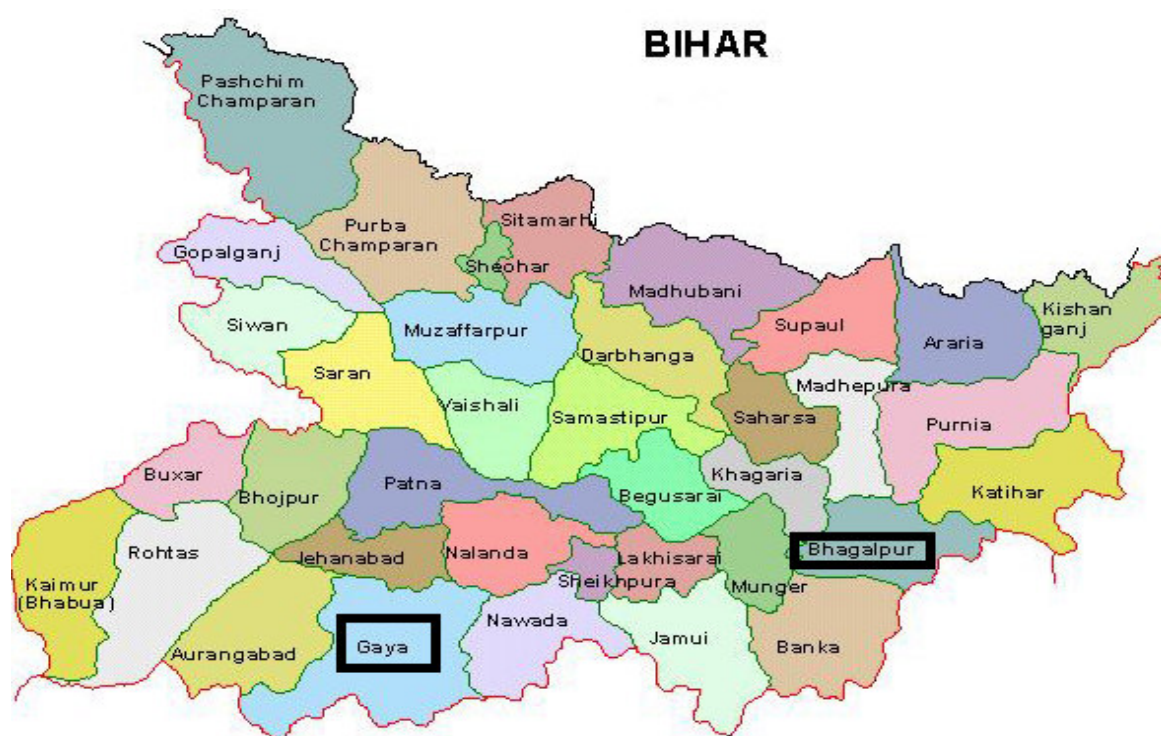 BIHAR
Pashchim
Champaran
Purba
Champaran
Sitamarhi
Sheohar
Gopalganj
Siwan
Saran
Muzaffarpur
Vaishali
Madhubani
Darbhanga
Samastipur
Supaul
Araria
Kishan
ganj
Madhepura
Saharsa
Purnia
Katihar
Khagaria
Begusarai
Buxar
Bhojpur
Patna
Rohtas
Jehanabad
Nalanda
Sheikhpura
Lakhisarai
Munger
Bhagalpur
Kaimur
(Bhabua)
Aurangabad
Gaya
Nawada
Jamui
Banka